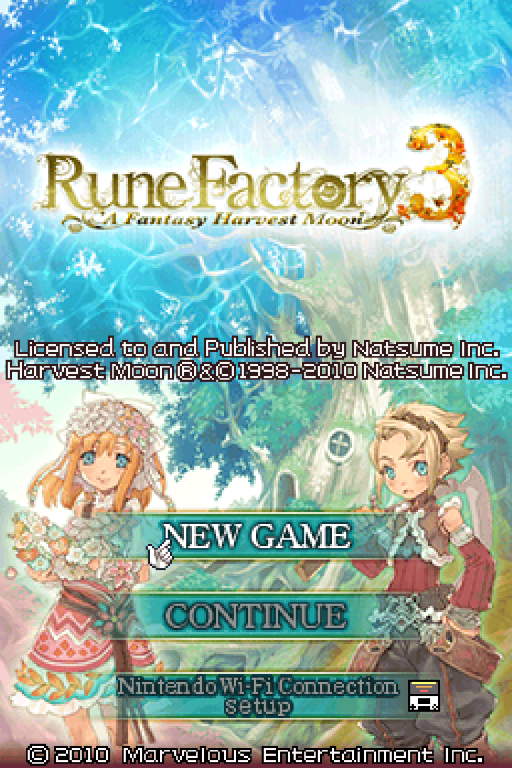 Rune Factory 3
A Fantasy Harvest Moon
Licensed to and Published by Natsume Inc.
Harvest Moon ® & © 1998-2010 Natsume Inc.
NEW GAME
CONTINUE
Nintendo Wi-Fi Connection
setup
© 2010 Marvelous Entertainment Inc.